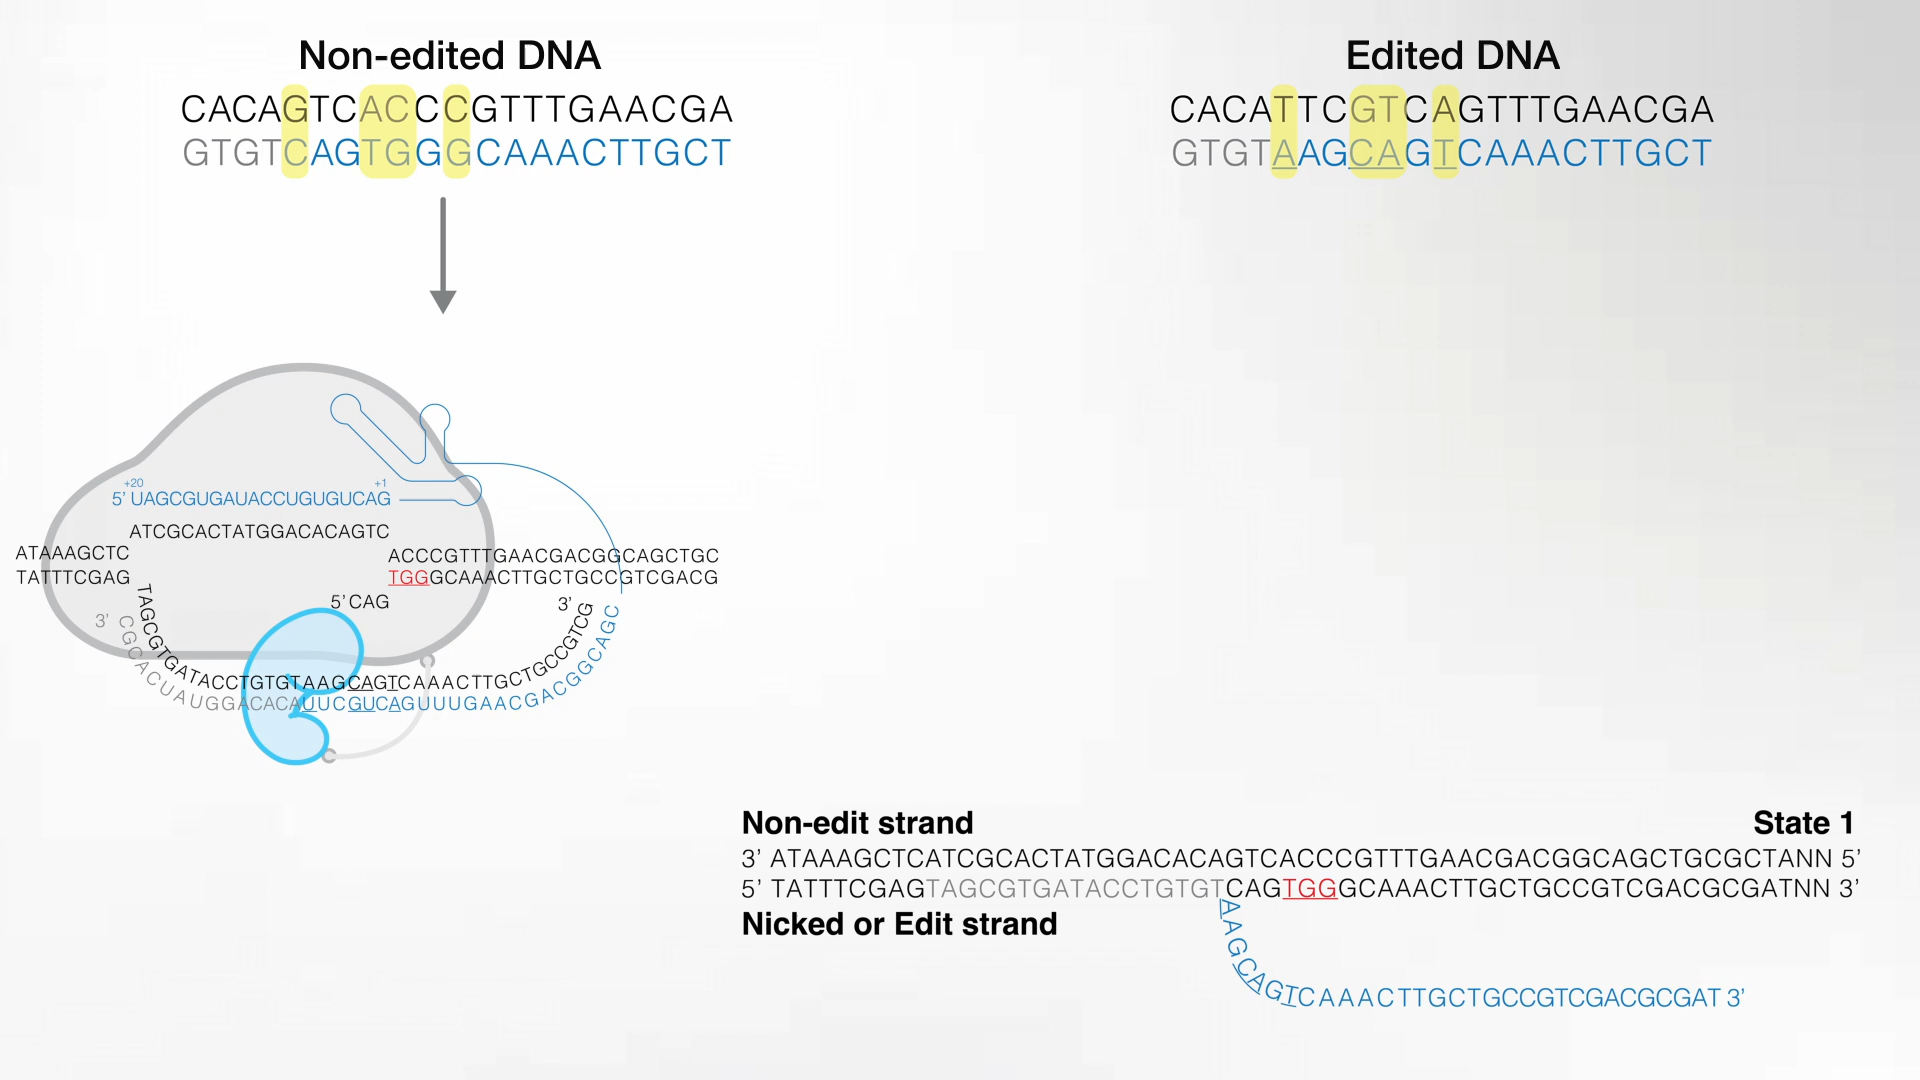 Non-edited DNA
CACAGTCACCCGTTTGAACGA
GTGTCAGTGGGCAAACTTGCT
Edited DNA
CACATTCGTCAGTTTGAACGA
GTGTAAGCAGTCAAACTTGCT
+20 +1
5’ UAGCGUGAUACCUGUGUCAG
ATCGCACTATGGACACAGTC
ATAAAGCTC
TATTTCGAG
ACCCGTTTGAACGACGGCAGCTGC
TGGGCAAACTTGCTGCCGTCGACG
5’ CAG
3’
TAGCGTGATACCTGTGTAAGCAGTCAAACTTGCTGCCGTCG
3’ CGCACUAUGGACACAUUCGUCAGUUUGAACGACGGCAGC
Non-edit strand
State 1
3’ ATAAAGCTCATCGCACTATGGACACAGTCACCCGTTTGAACGACGGCAGCTGCGCTANN 5’
5’ TATTTCGAGTAGCGTGATACCTGTGTCAGTGGGCAAACTTGCTGCCGTCGACGCGATNN 3’
Nicked or Edit strand
AAGCAGTCAAACTTGCTGCCGTCGACGCGAT 3’